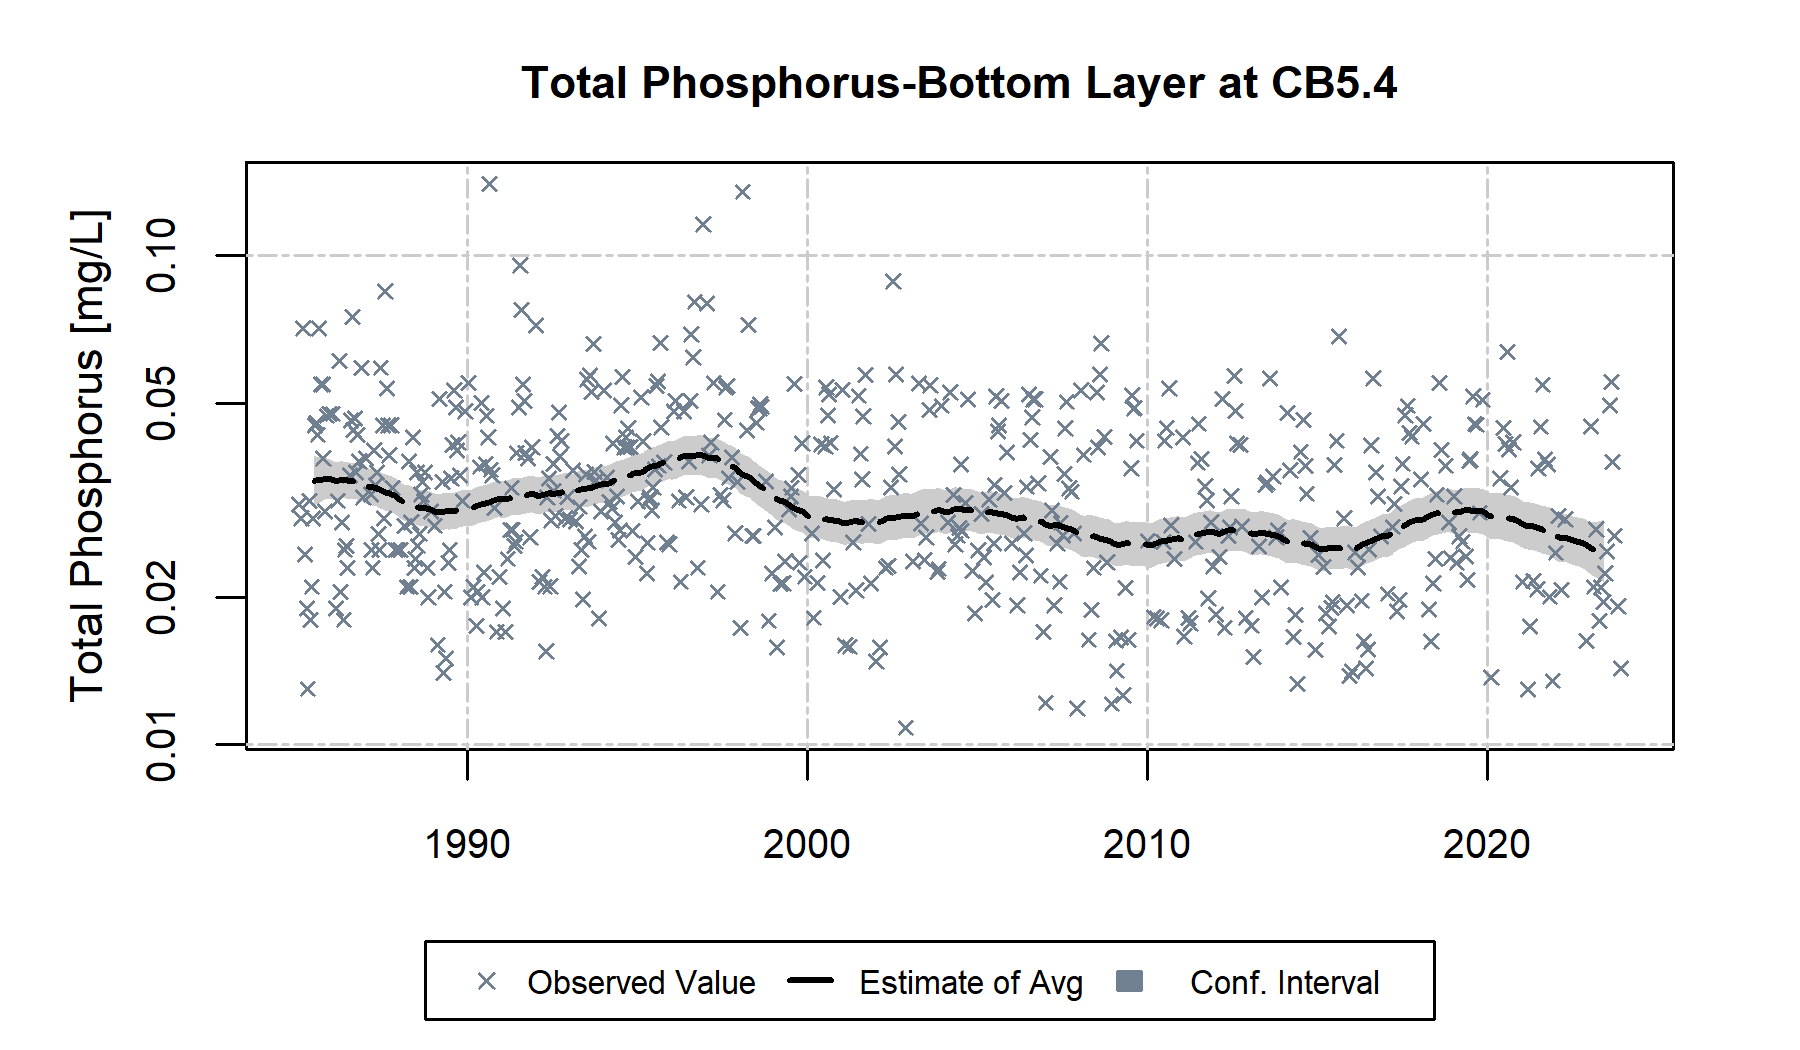 Total Phosphorus-Bottom Layer at CB5.4
Total Phosphorus [mg/L]
0.10
0.05
0.02
0.01
1990 2000 2010 2020
Observed Value Estimate of Avg Conf. Interval